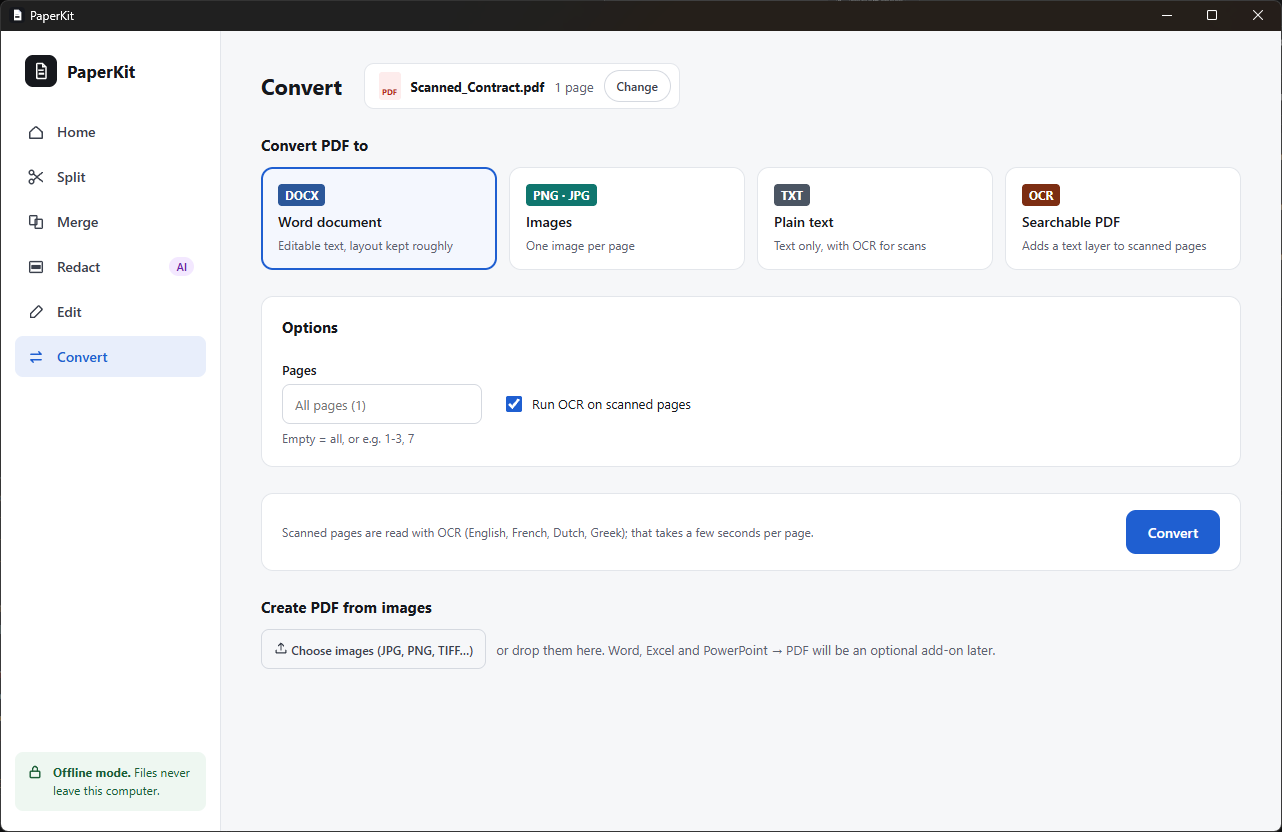 PaperKit
PaperKit
Home
Split
Merge
Redact AI
Edit
Convert
Offline mode. Files never
leave this computer.
Convert
PDF Scanned_Contract.pdf 1 page Change
Convert PDF to
DOCX
Word document
Editable text, layout kept roughly
PNG · JPG
Images
One image per page
TXT
Plain text
Text only, with OCR for scans
OCR
Searchable PDF
Adds a text layer to scanned pages
Options
Pages
All pages (1)
Run OCR on scanned pages
Empty = all, or e.g. 1-3, 7
Scanned pages are read with OCR (English, French, Dutch, Greek); that takes a few seconds per page.
Convert
Create PDF from images
Choose images (JPG, PNG, TIFF...)
or drop them here. Word, Excel and PowerPoint → PDF will be an optional add-on later.